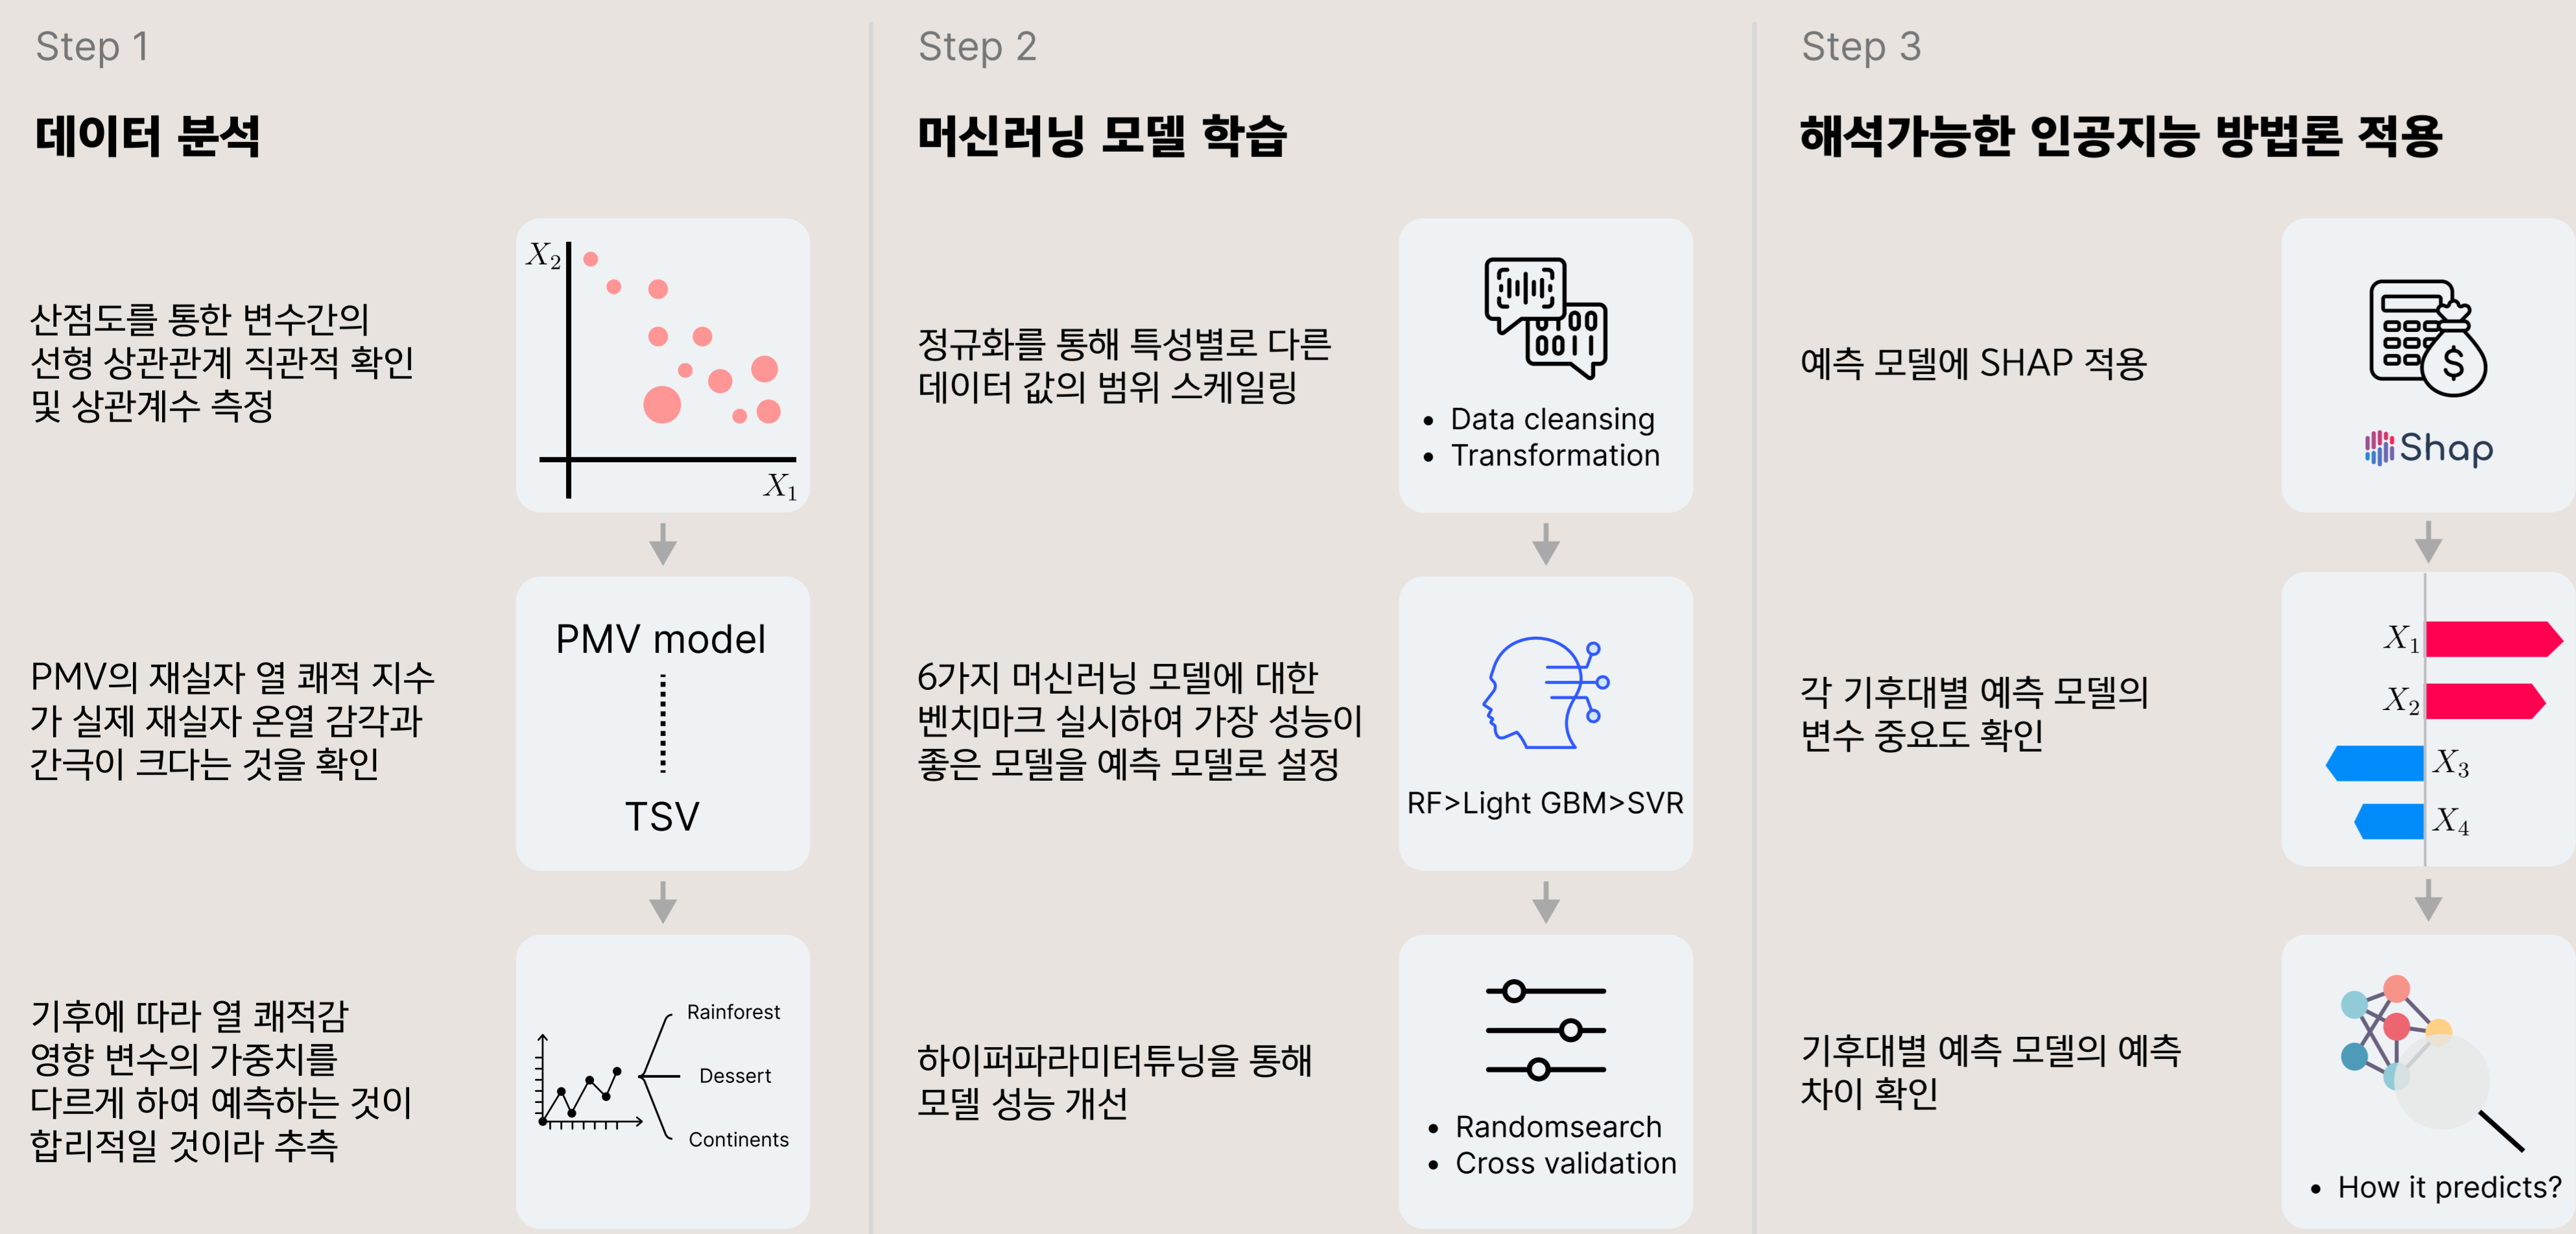 Step 1
데이터 분석
산점도를 통한 변수간의
선형 상관관계 직관적 확인
및 상관계수 측정
X2
X1
PMV의 재실자 열 쾌적 지수
가 실제 재실자 온열 감각과
간극이 크다는 것을 확인
PMV model
TSV
기후에 따라 열 쾌적감
영향 변수의 가중치를
다르게 하여 예측하는 것이
합리적일 것이라 추측
Rainforest
Dessert
Continents
Step 2
머신러닝 모델 학습
정규화를 통해 특성별로 다른
데이터 값의 범위 스케일링
0100
0011
• Data cleansing
• Transformation
6가지 머신러닝 모델에 대한
벤치마크 실시하여 가장 성능이
좋은 모델을 예측 모델로 설정
RF>Light GBM>SVR
하이퍼파라미터튜닝을 통해
모델 성능 개선
• Randomsearch
• Cross validation
Step 3
해석가능한 인공지능 방법론 적용
예측 모델에 SHAP 적용
$
Shap
각 기후대별 예측 모델의
변수 중요도 확인
X1
X2
X3
X4
기후대별 예측 모델의 예측
차이 확인
• How it predicts?